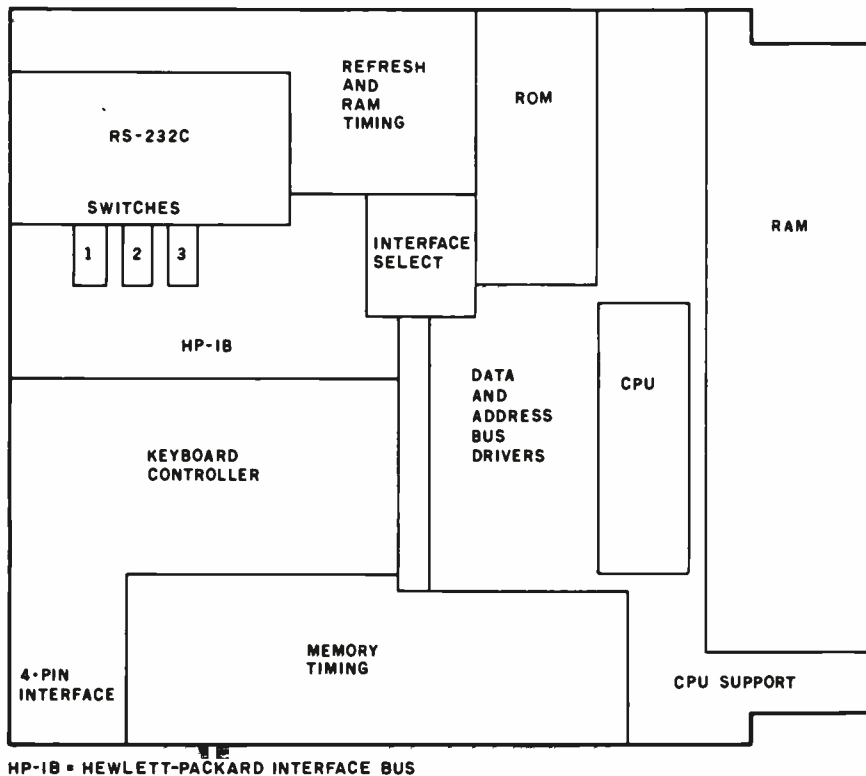 REFRESH
AND
RAM
TIMING
ROM
RS-232C
SWITCHES
1 2 3
INTERFACE
SELECT
RAM
HP-IB
DATA
AND
ADDRESS
BUS
DRIVERS
CPU
KEYBOARD
CONTROLLER
MEMORY
TIMING
4-PIN
INTERFACE
CPU SUPPORT
HP-IB = HEWLETT-PACKARD INTERFACE BUS